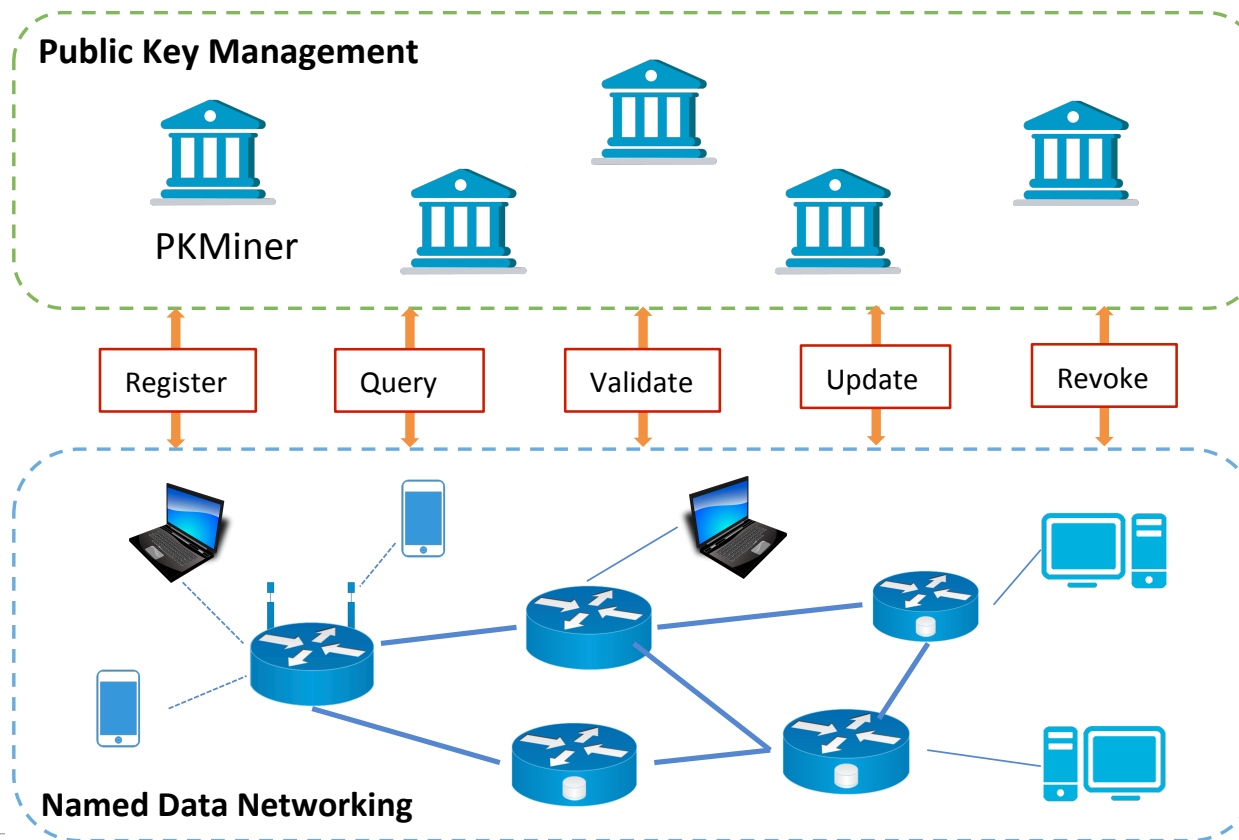 Public Key Management
PKMiner
Register
Query
Validate
Update
Revoke
Named Data Networking